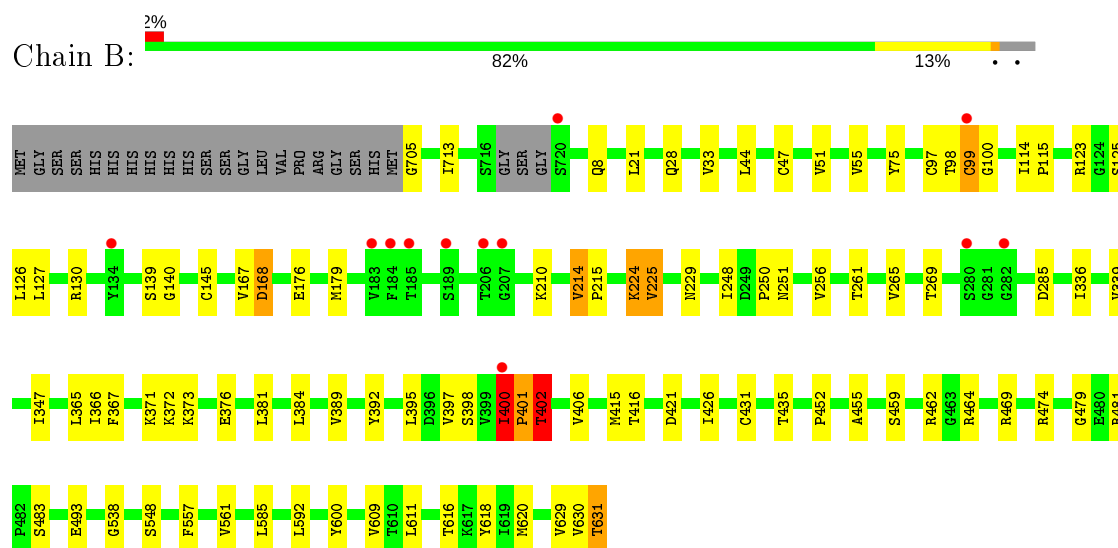 2%
Chain B:
82% 13% • •
MET GLY SER SER HIS HIS HIS HIS HIS HIS SER SER GLY LEU VAL PRO ARG GLY SER HIS MET G705 I713 S716 GLY SER GLY S720 Q8 L21 Q28 V33 L44 C47 V51 V55 Y75 C97 T98 C99 G100 I114 P115 R123 G124 S125
L126 L127 R130 Y134 S139 G140 C145 V167 D168 E176 M179 V183 F184 T185 S189 T206 G207 K210 V214 P215 K224 V225 N229 I248 D249 P250 N251 V256 T261 V265 T269 S280 G281 G282 D285 I336 V339
I347 L365 I366 F367 K371 K372 K373 E376 L381 L384 V389 Y392 L395 D396 V397 S398 V399 I400 P401 T402 V406 M415 T416 D421 I426 C431 T435 P452 A455 S459 R462 G463 R464 R469 R474 G479 E480 R481
P482 S483 E493 G538 S548 F557 V561 L585 L592 Y600 V609 T610 L611 T616 K617 Y618 I619 M620 V629 V630 T631